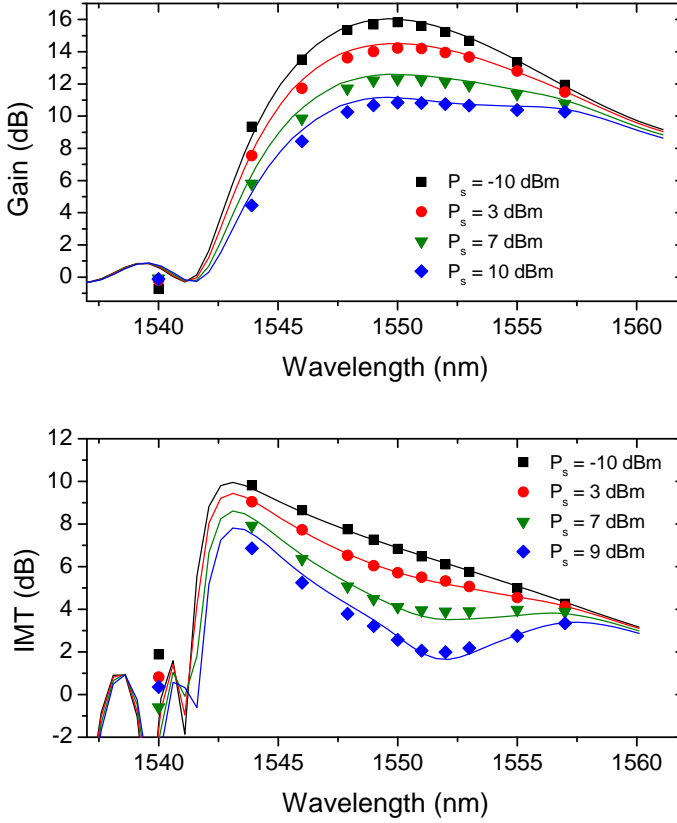 16
14
12
10
8
6
4
2
0
Gain (dB)
P_s = -10 dBm
P_s = 3 dBm
P_s = 7 dBm
P_s = 10 dBm
1540 1545 1550 1555 1560
Wavelength (nm)
12
10
8
6
4
2
0
-2
IMT (dB)
P_s = -10 dBm
P_s = 3 dBm
P_s = 7 dBm
P_s = 9 dBm
1540 1545 1550 1555 1560
Wavelength (nm)